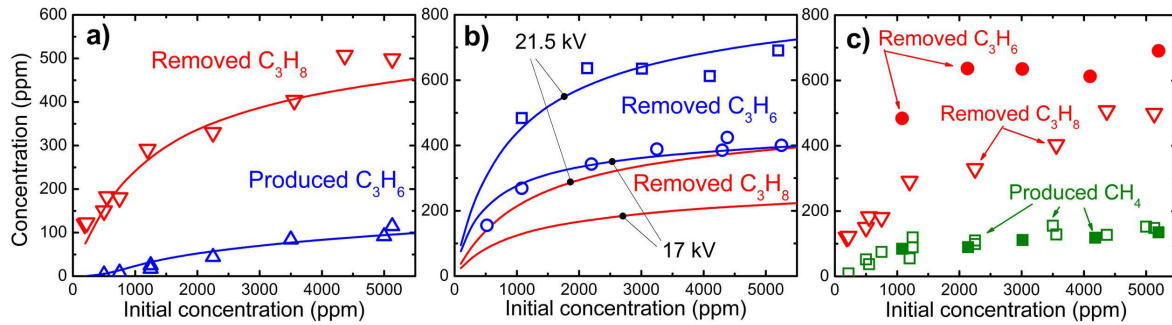 a)
Removed C₃H₈
Produced C₃H₆
Concentration (ppm)
600
500
400
300
200
100
0
0 1000 2000 3000 4000 5000
Initial concentration (ppm)
b)
21.5 kV
Removed C₃H₆
Removed C₃H₈
17 kV
800
600
400
200
0
0 1000 2000 3000 4000 5000
Initial concentration (ppm)
c)
Removed C₃H₆
Removed C₃H₈
Produced CH₄
800
600
400
200
0
0 1000 2000 3000 4000 5000
Initial concentration (ppm)